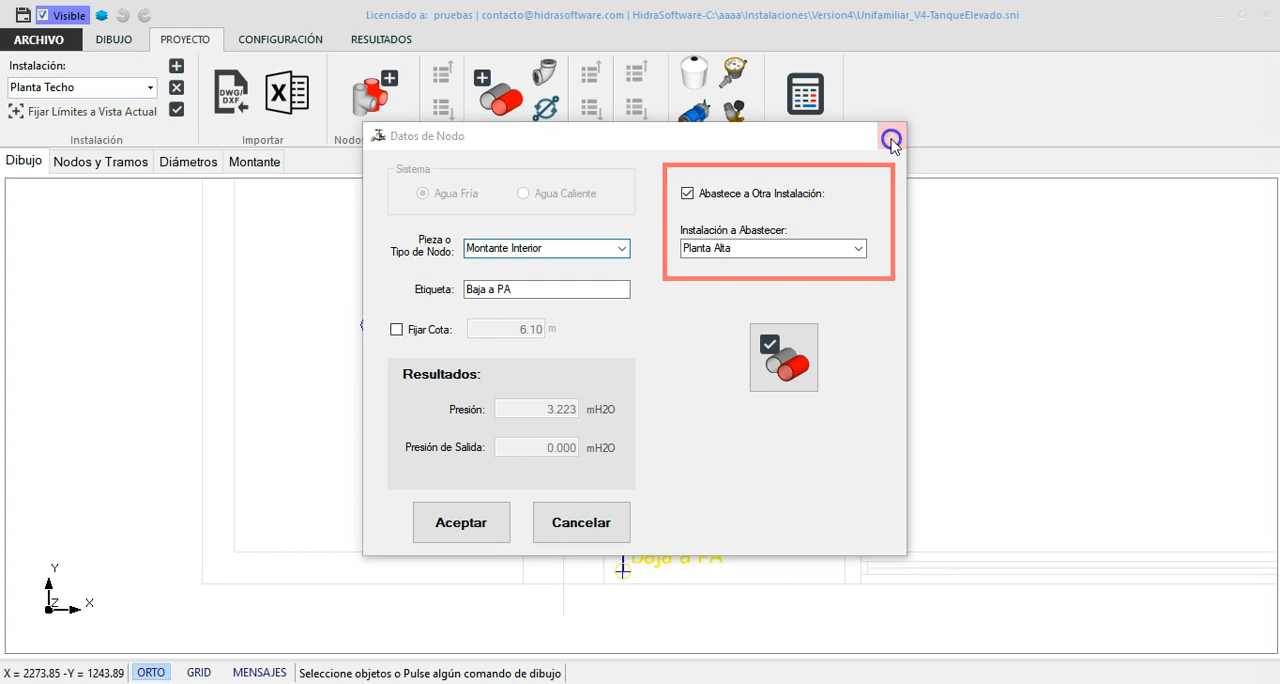 Visible
Licenciado a: pruebas | contacto@hidrasoftware.com | HidraSoftware-C:\aaaa\Instalaciones\Version4\Unifamiliar_V4-TanqueElevado.sni
ARCHIVO DIBUJO PROYECTO CONFIGURACIÓN RESULTADOS
Instalación:
Planta Techo
Fijar Límites a Vista Actual
DWG/
DXF
Instalación Importar Nodos
Dibujo Nodos y Tramos Diámetros Montante
Datos de Nodo
Sistema
Agua Fría Agua Caliente
Abastece a Otra Instalación:
Instalación a Abastecer:
Planta Alta
Pieza o
Tipo de Nodo:
Montante Interior
Etiqueta: Baja a PA
Fijar Cota: 6.10 m
Resultados:
Presión: 3.223 mH2O
Presión de Salida: 0.000 mH2O
Aceptar Cancelar
Baja a PA
Y
Z X
X = 2273.85 -Y = 1243.89 ORTO GRID MENSAJES Seleccione objetos o Pulse algún comando de dibujo